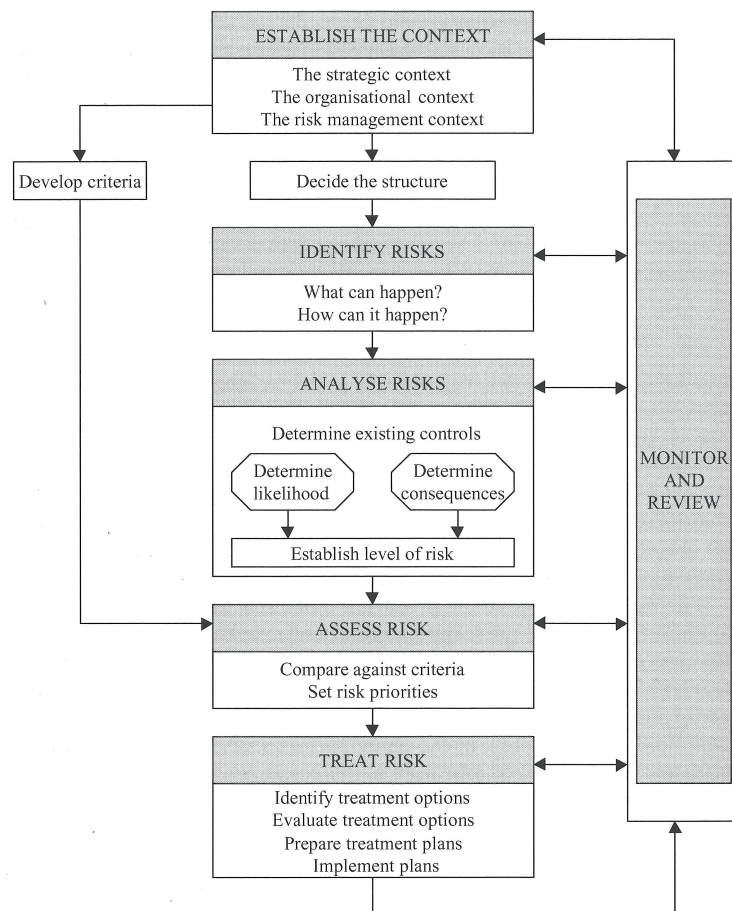 ESTABLISH THE CONTEXT
The strategic context
The organisational context
The risk management context
Develop criteria
Decide the structure
IDENTIFY RISKS
What can happen?
How can it happen?
ANALYSE RISKS
Determine existing controls
Determine
likelihood
Determine
consequences
Establish level of risk
MONITOR
AND
REVIEW
ASSESS RISK
Compare against criteria
Set risk priorities
TREAT RISK
Identify treatment options
Evaluate treatment options
Prepare treatment plans
Implement plans